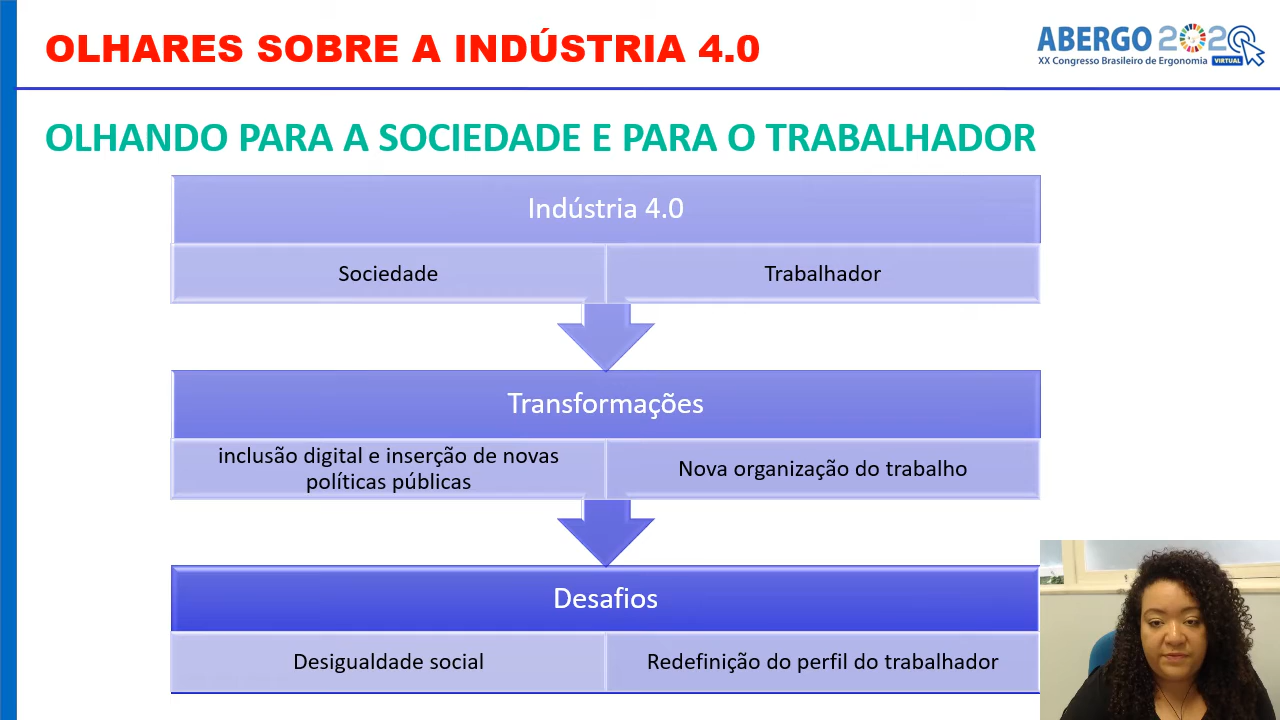 OLHARES SOBRE A INDÚSTRIA 4.0
ABERGO 2020
XX Congresso Brasileiro de Ergonomia VIRTUAL
OLHANDO PARA A SOCIEDADE E PARA O TRABALHADOR
Indústria 4.0
Sociedade
Trabalhador
Transformações
inclusão digital e inserção de novas
políticas públicas
Nova organização do trabalho
Desafios
Desigualdade social
Redefinição do perfil do trabalhador